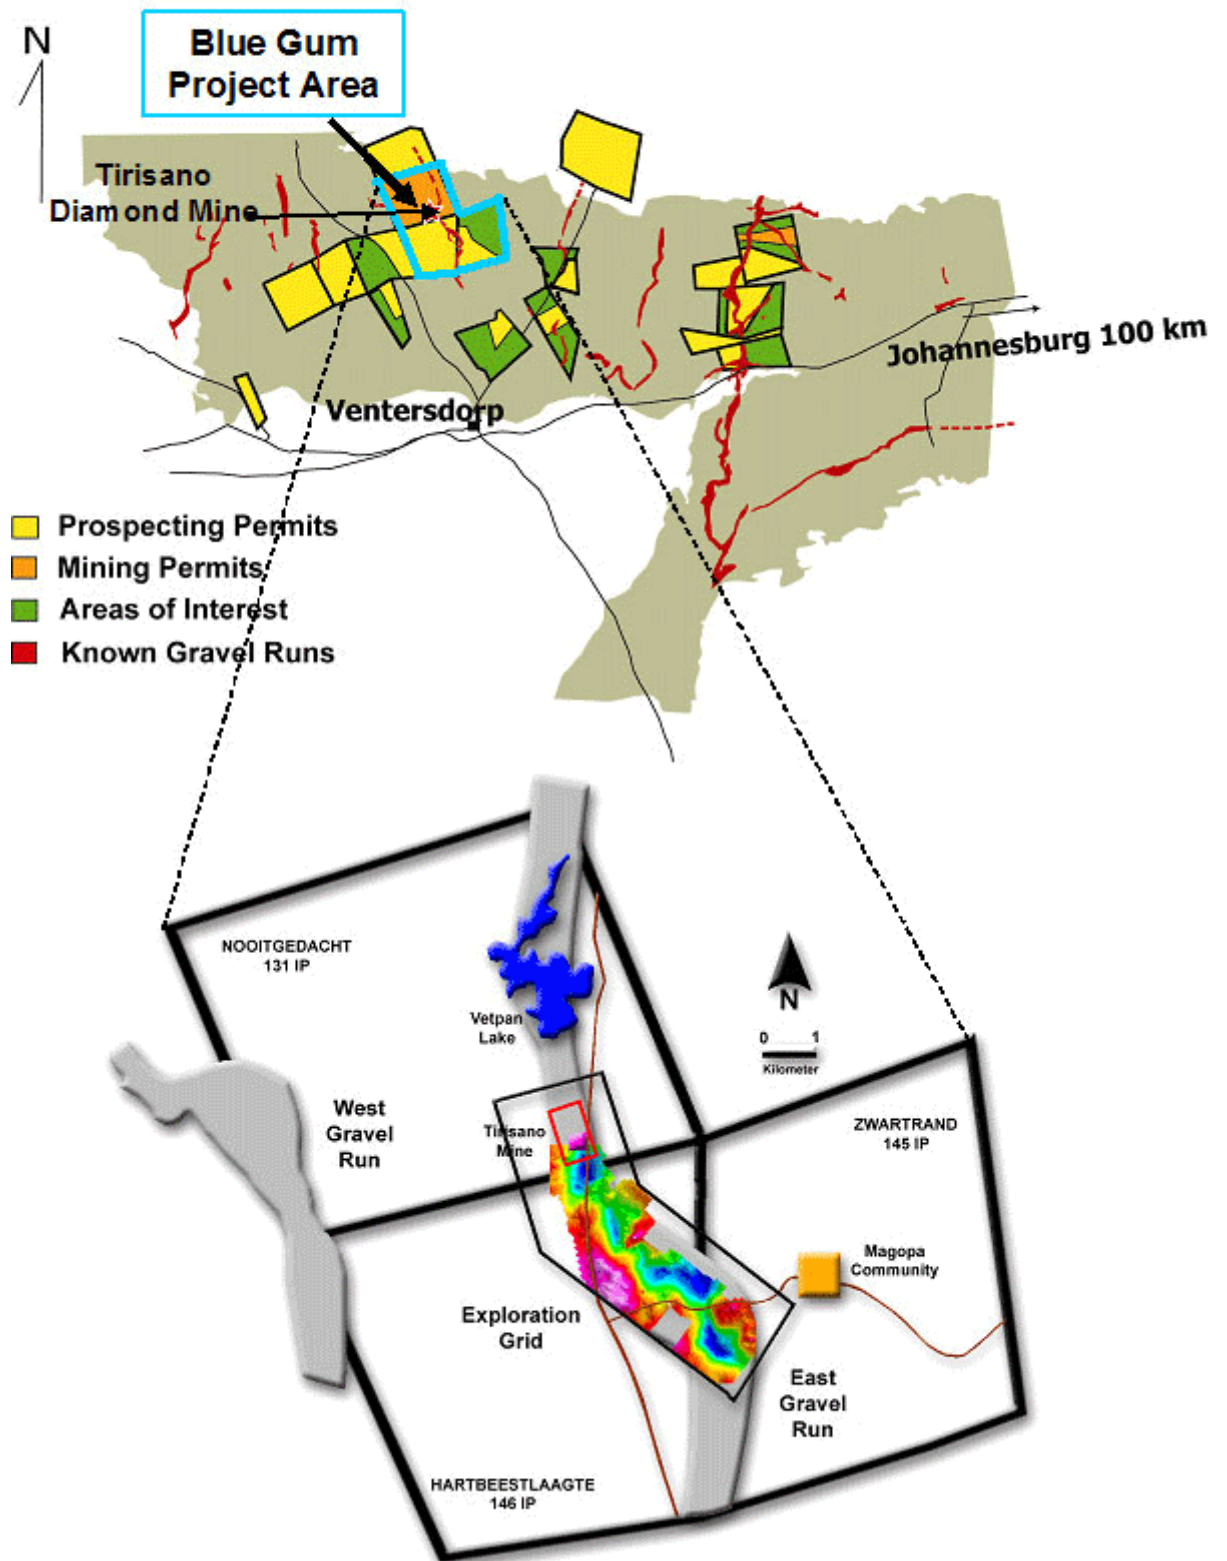 N
Blue Gum
Project Area
Tirisano
Diamond Mine
Johannesburg 100 km
Ventersdorp
Prospecting Permits
Mining Permits
Areas of Interest
Known Gravel Runs
NOOITGEDACHT
131 IP
N
Vetpan
Lake
0 1
Kilometer
West
Gravel
Run
Tirisano
Mine
ZWARTRAND
145 IP
Magopa
Community
Exploration
Grid
East
Gravel
Run
HARTBEESTLAAGTE
146 IP